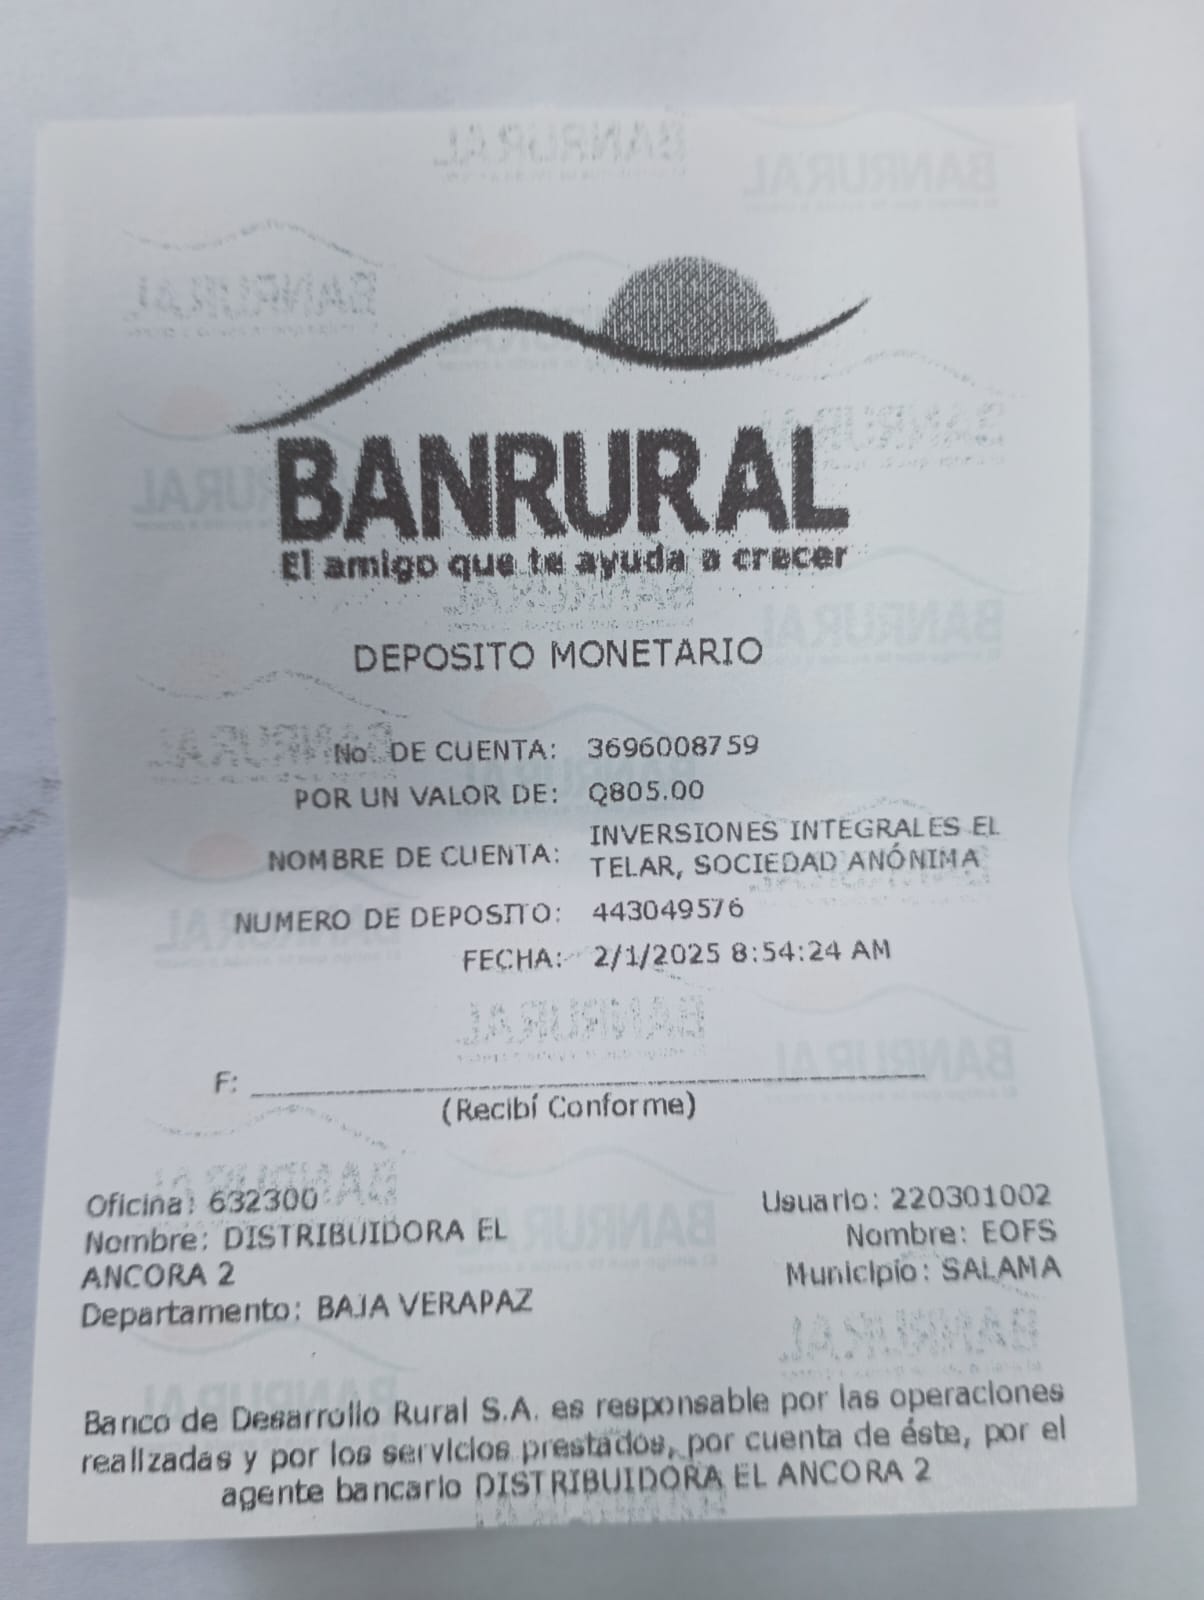 BANRURAL
El amigo que te ayuda a crecer
DEPOSITO MONETARIO
No. DE CUENTA: 3696008759
POR UN VALOR DE: Q805.00
NOMBRE DE CUENTA: INVERSIONES INTEGRALES EL
TELAR, SOCIEDAD ANÓNIMA
NUMERO DE DEPOSITO: 443049576
FECHA: 2/1/2025 8:54:24 AM
F:
(Recibí Conforme)
Oficina: 632300
Nombre: DISTRIBUIDORA EL
ANCORA 2
Departamento: BAJA VERAPAZ
Usuario: 220301002
Nombre: EOFS
Municipio: SALAMA
Banco de Desarrollo Rural S.A. es responsable por las operaciones
realizadas y por los servicios prestados, por cuenta de éste, por el
agente bancario DISTRIBUIDORA EL ANCORA 2